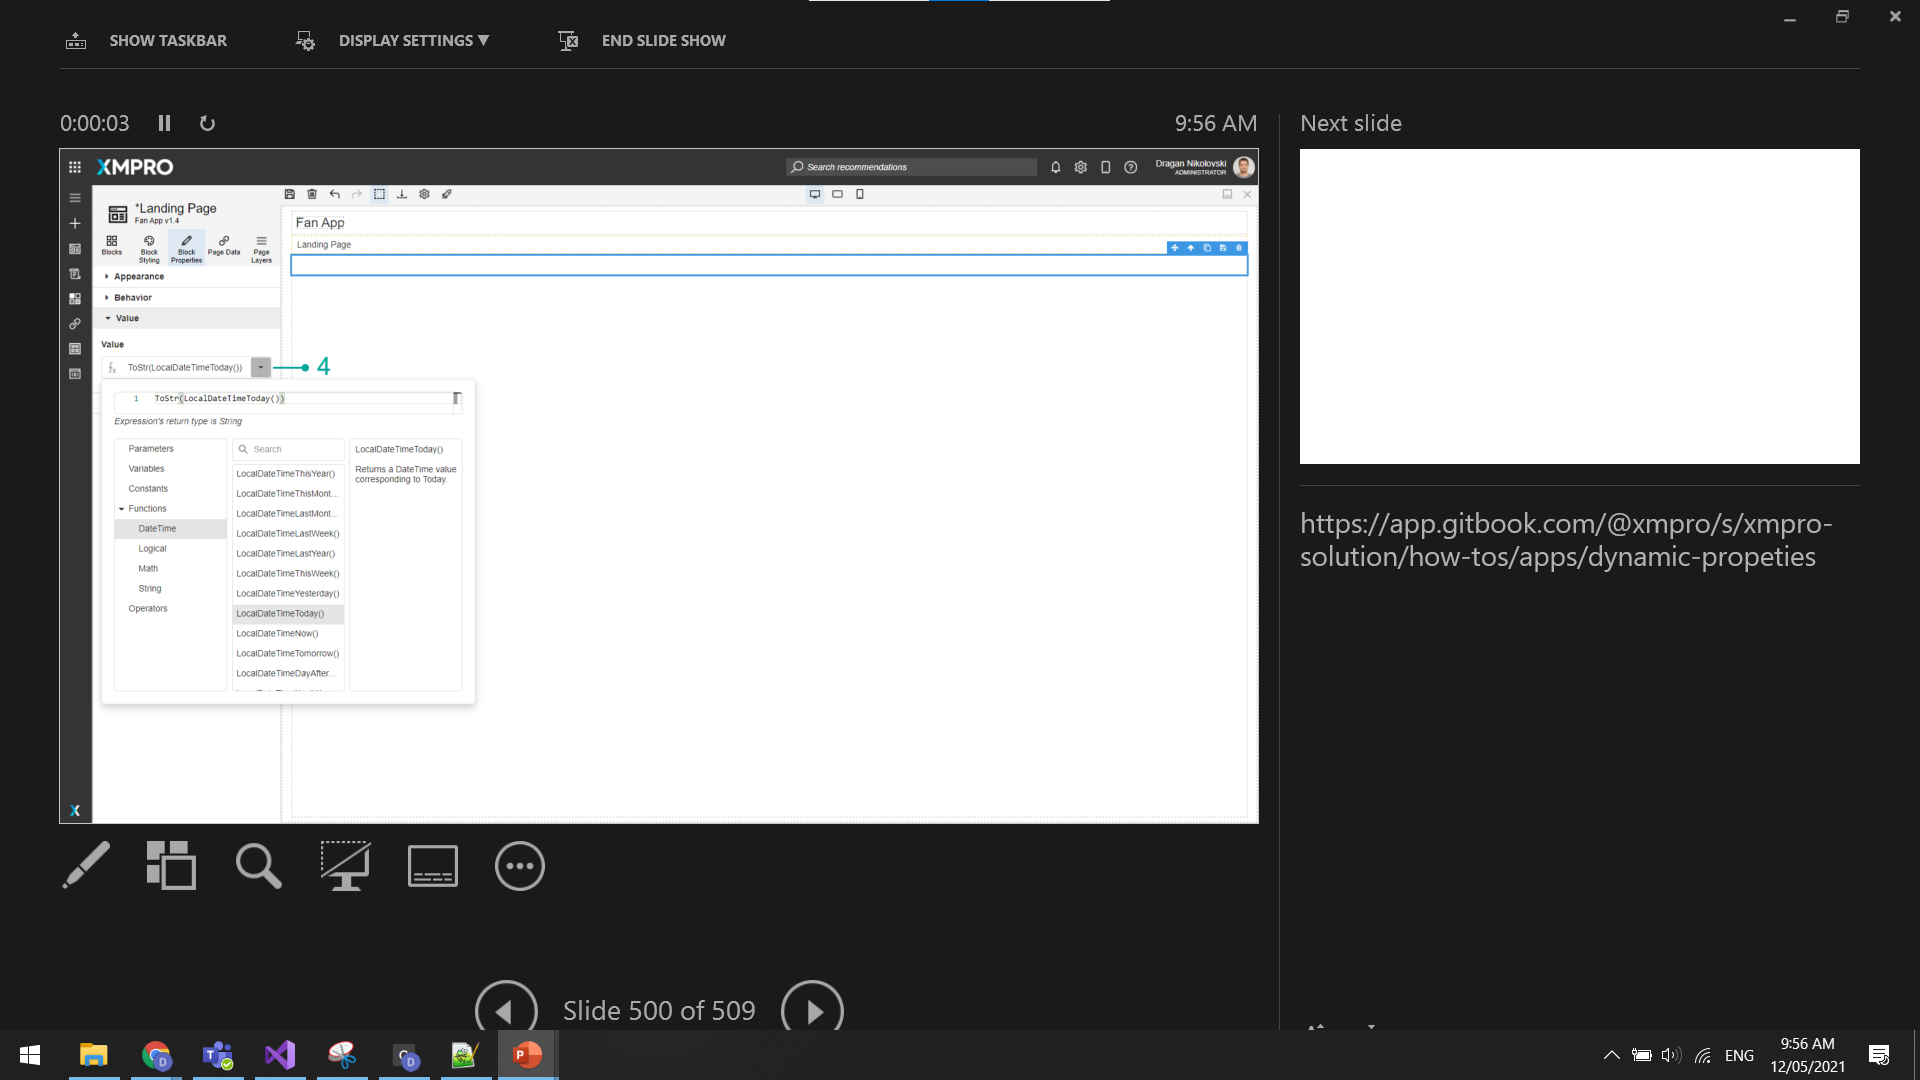 SHOW TASKBAR
DISPLAY SETTINGS ▼
END SLIDE SHOW
0:00:03
9:56 AM
Next slide
XMPRO
Search recommendations
Dragan Nikolovski
ADMINISTRATOR
*Landing Page
Fan App v1.4
Blocks
Block
Styling
Block
Properties
Page Data
Page
Layers
Appearance
Behavior
Value
Value
fx ToStr(LocalDateTimeToday())
4
1 ToStr(LocalDateTimeToday())
Expression's return type is String
Parameters
Variables
Constants
Functions
DateTime
Logical
Math
String
Operators
Search
LocalDateTimeThisYear()
LocalDateTimeThisMont...
LocalDateTimeLastMont...
LocalDateTimeLastWeek()
LocalDateTimeLastYear()
LocalDateTimeThisWeek()
LocalDateTimeYesterday()
LocalDateTimeToday()
LocalDateTimeNow()
LocalDateTimeTomorrow()
LocalDateTimeDayAfter...
LocalDateTimeToday()
Returns a DateTime value
corresponding to Today.
Fan App
Landing Page
https://app.gitbook.com/@xmpro/s/xmpro-
solution/how-tos/apps/dynamic-propeties
Slide 500 of 509
ENG
9:56 AM
12/05/2021